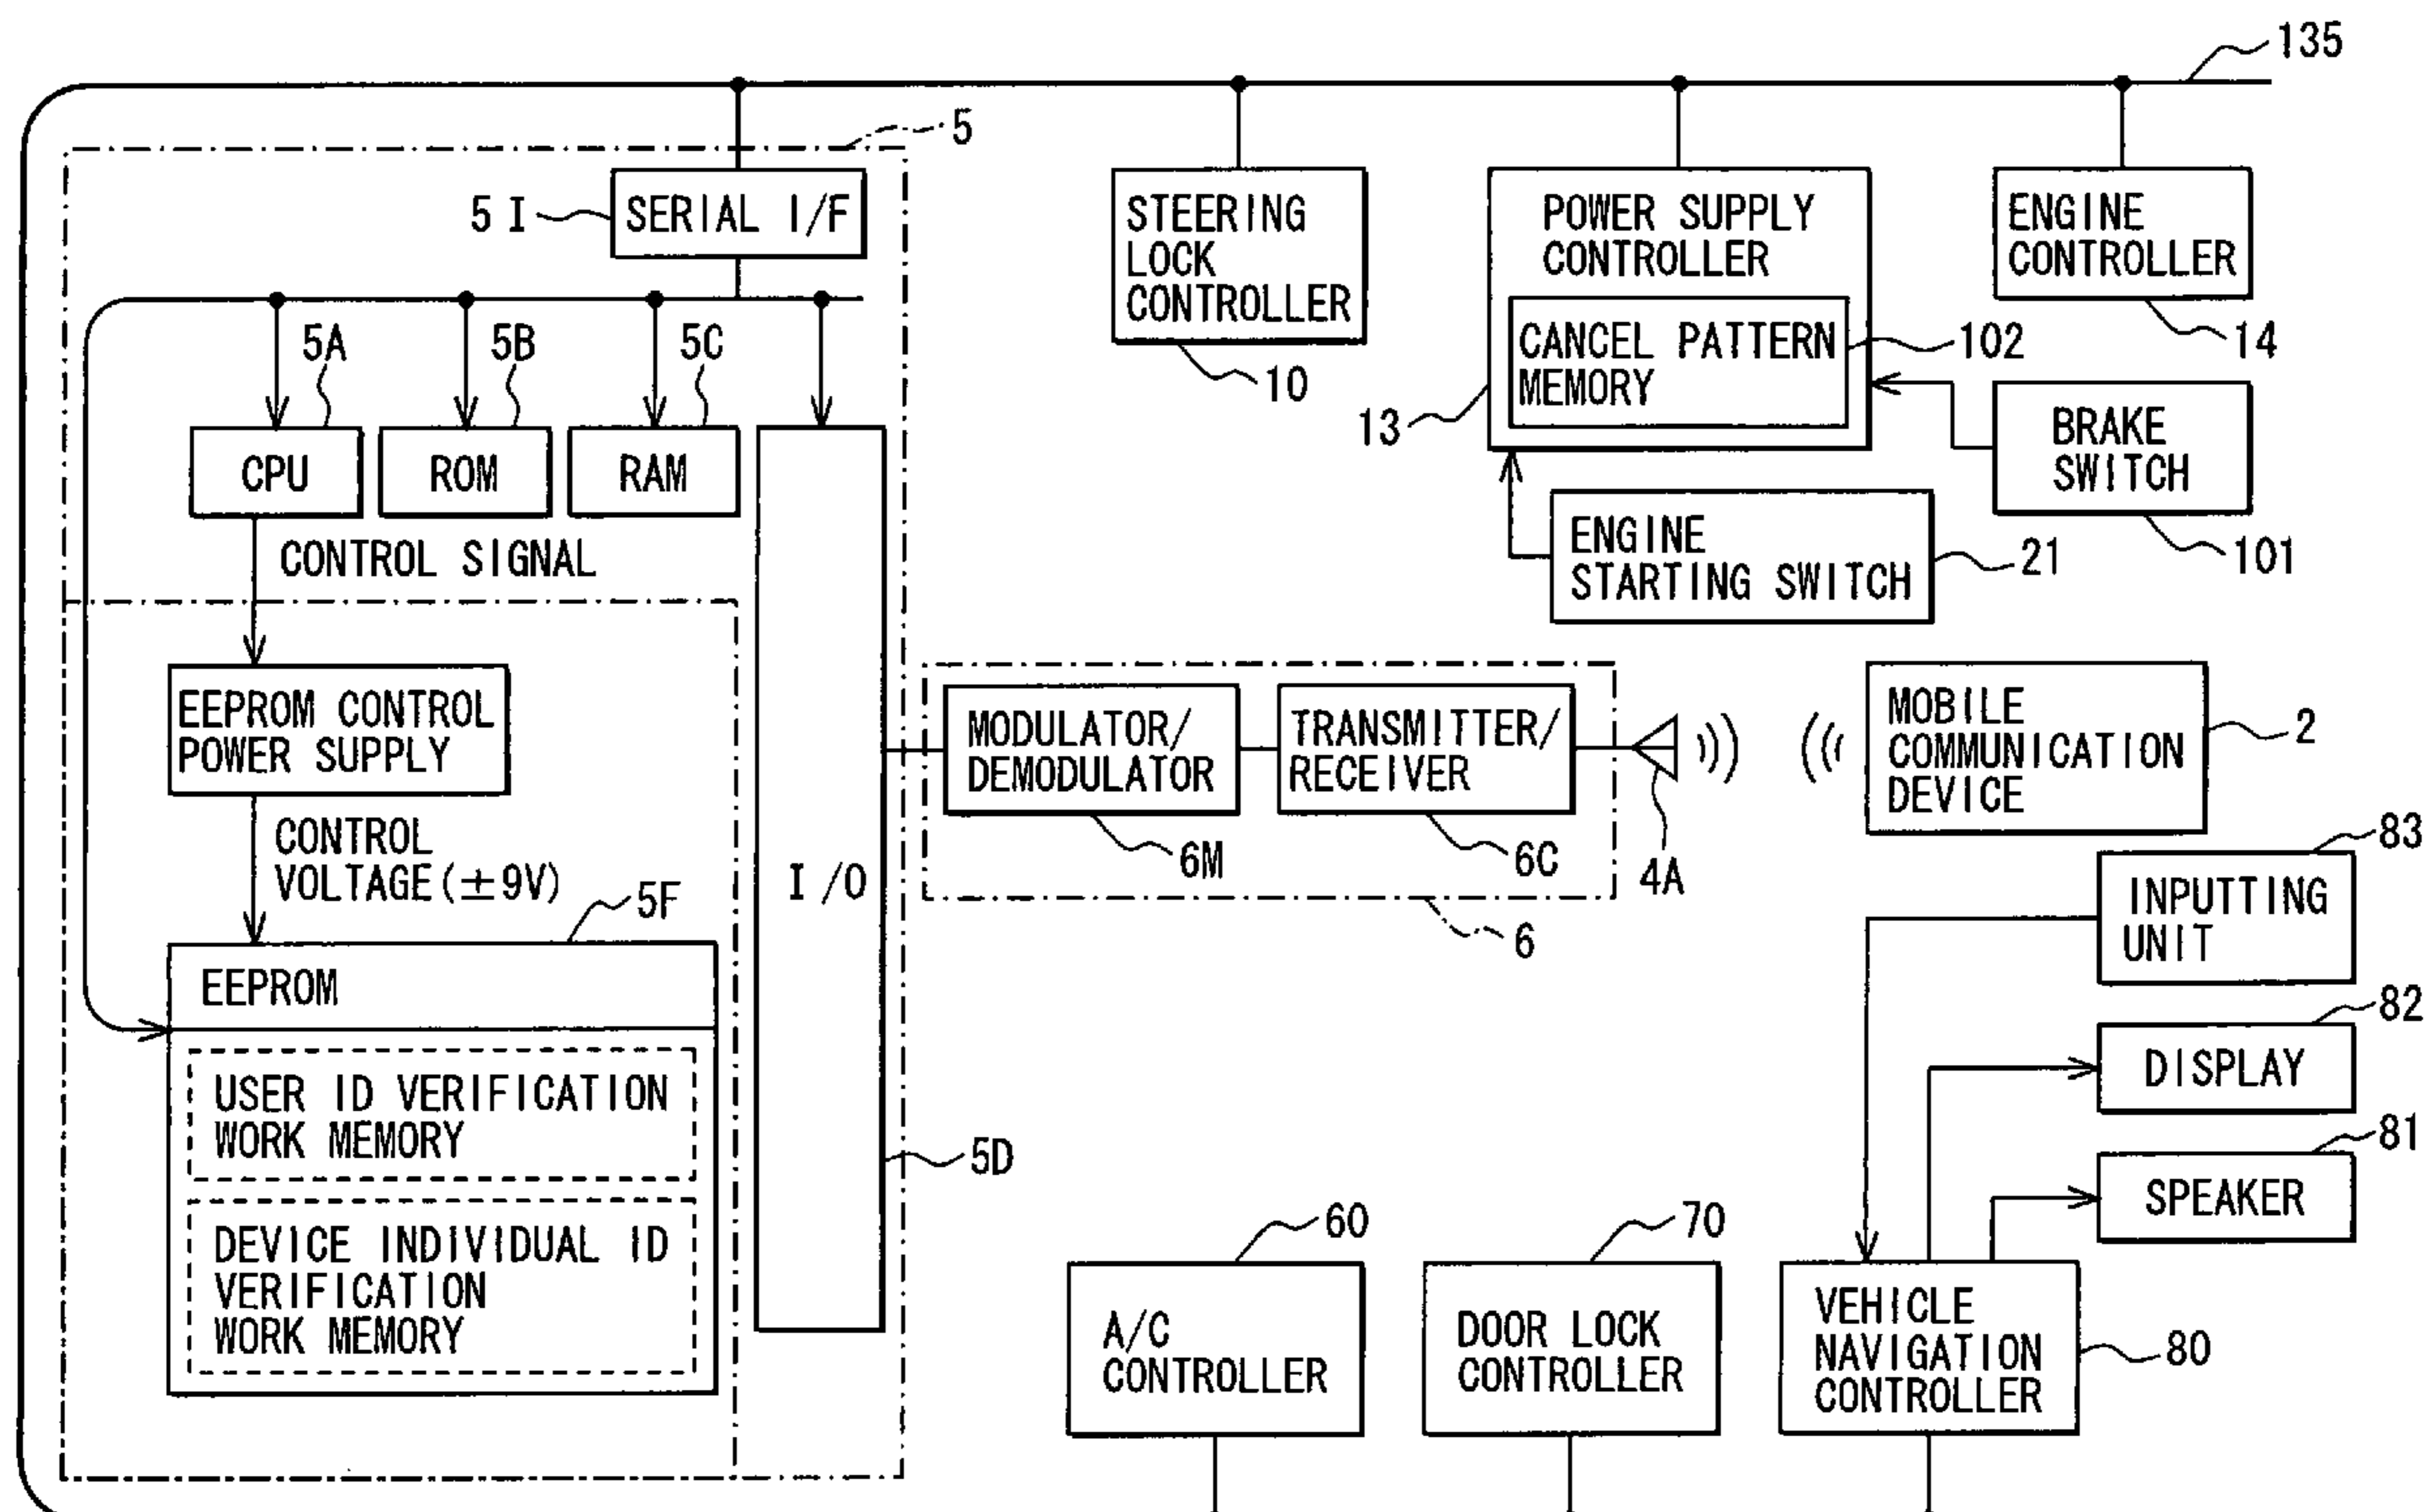 135
5
5I
SERIAL I/F
STEERING
LOCK
CONTROLLER
10
POWER SUPPLY
CONTROLLER
CANCEL PATTERN
MEMORY
102
13
ENGINE
CONTROLLER
14
BRAKE
SWITCH
101
ENGINE
STARTING SWITCH
21
5A
5B
5C
CPU
ROM
RAM
CONTROL SIGNAL
EEPROM CONTROL
POWER SUPPLY
CONTROL
VOLTAGE(±9V)
5F
EEPROM
USER ID VERIFICATION
WORK MEMORY
DEVICE INDIVIDUAL ID
VERIFICATION
WORK MEMORY
I/O
5D
MODULATOR/
DEMODULATOR
6M
TRANSMITTER/
RECEIVER
6C
4A
6
MOBILE
COMMUNICATION
DEVICE
2
83
INPUTTING
UNIT
82
DISPLAY
81
SPEAKER
60
A/C
CONTROLLER
70
DOOR LOCK
CONTROLLER
VEHICLE
NAVIGATION
CONTROLLER
80